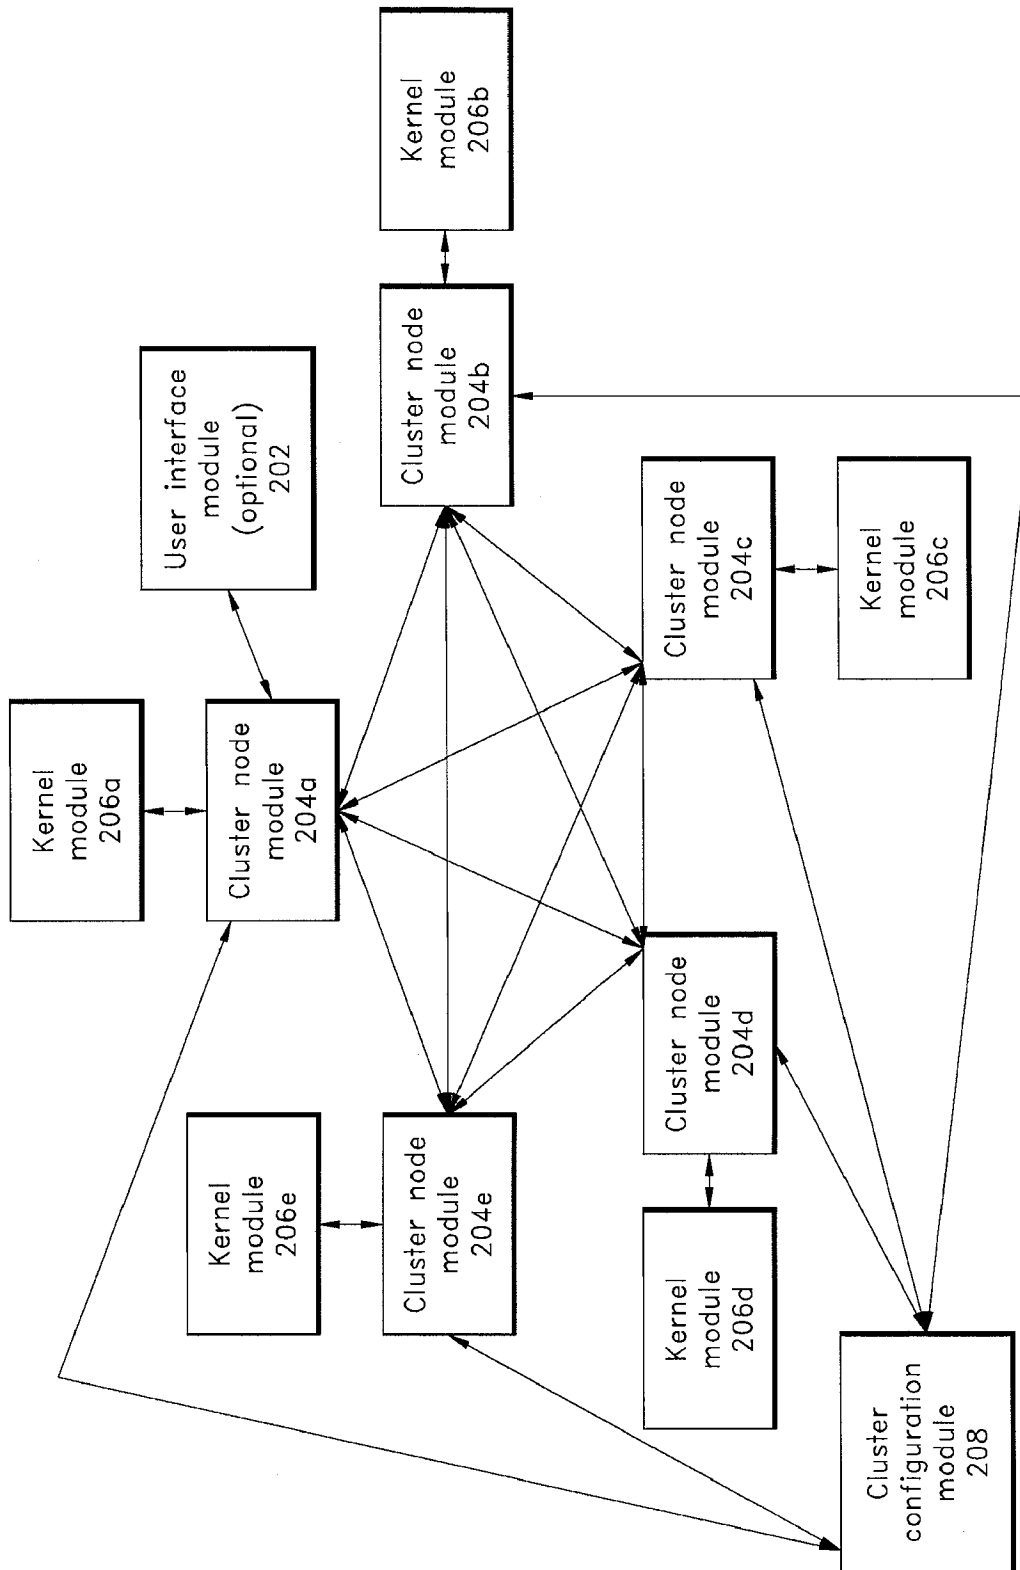 Kernel
module
206a
Cluster node
module
204a
User interface
module
(optional)
202
Kernel
module
206b
Cluster node
module
204b
Kernel
module
206e
Cluster node
module
204e
Cluster node
module
204c
Kernel
module
206c
Cluster node
module
204d
Kernel
module
206d
Cluster
configuration
module
208